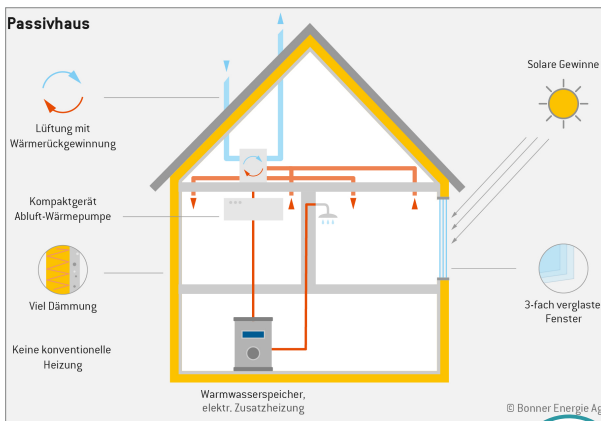 Passivhaus
Solare Gewinne
Lüftung mit
Wärmerückgewinnung
Kompaktgerät
Abluft-Wärmepumpe
Viel Dämmung
3-fach verglaste
Fenster
Keine konventionelle
Heizung
Warmwasserspeicher,
elektr. Zusatzheizung
© Bonner Energie Ag